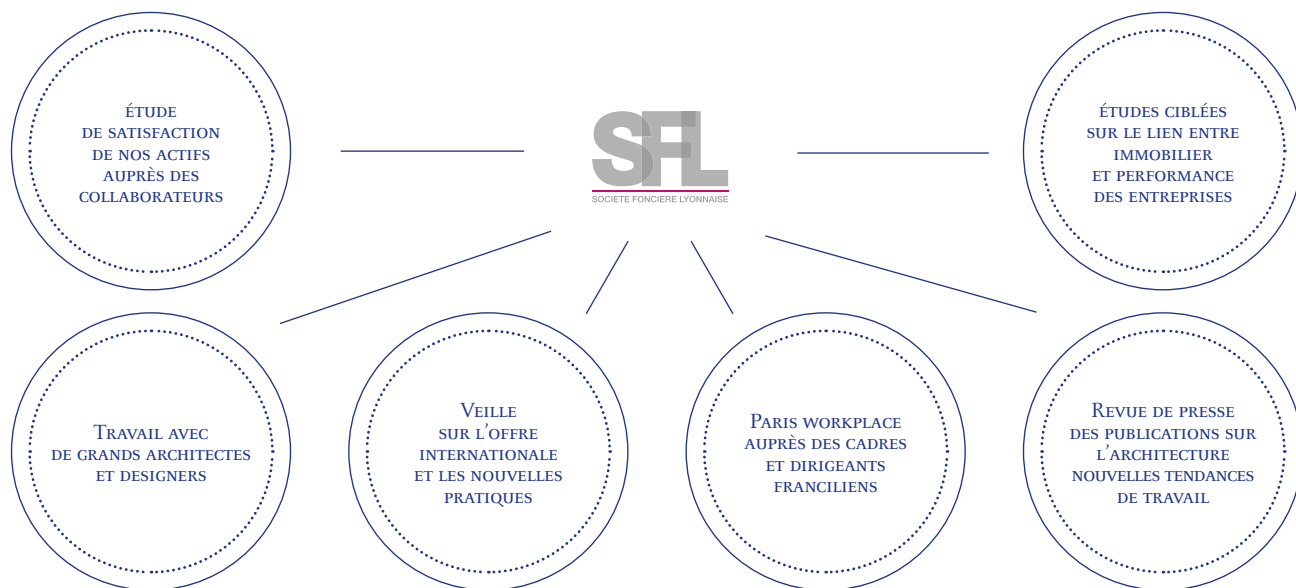 ÉTUDE
DE SATISFACTION
DE NOS ACTIFS
AUPRÈS DES
COLLABORATEURS
SFL
SOCIETE FONCIERE LYONNAISE
ÉTUDES CIBLÉES
SUR LE LIEN ENTRE
IMMOBILIER
ET PERFORMANCE
DES ENTREPRISES
TRAVAIL AVEC
DE GRANDS ARCHITECTES
ET DESIGNERS
VEILLE
SUR L'OFFRE
INTERNATIONALE
ET LES NOUVELLES
PRATIQUES
PARIS WORKPLACE
AUPRÈS DES CADRES
ET DIRIGEANTS
FRANCILIENS
REVUE DE PRESSE
DES PUBLICATIONS SUR
L'ARCHITECTURE
NOUVELLES TENDANCES
DE TRAVAIL